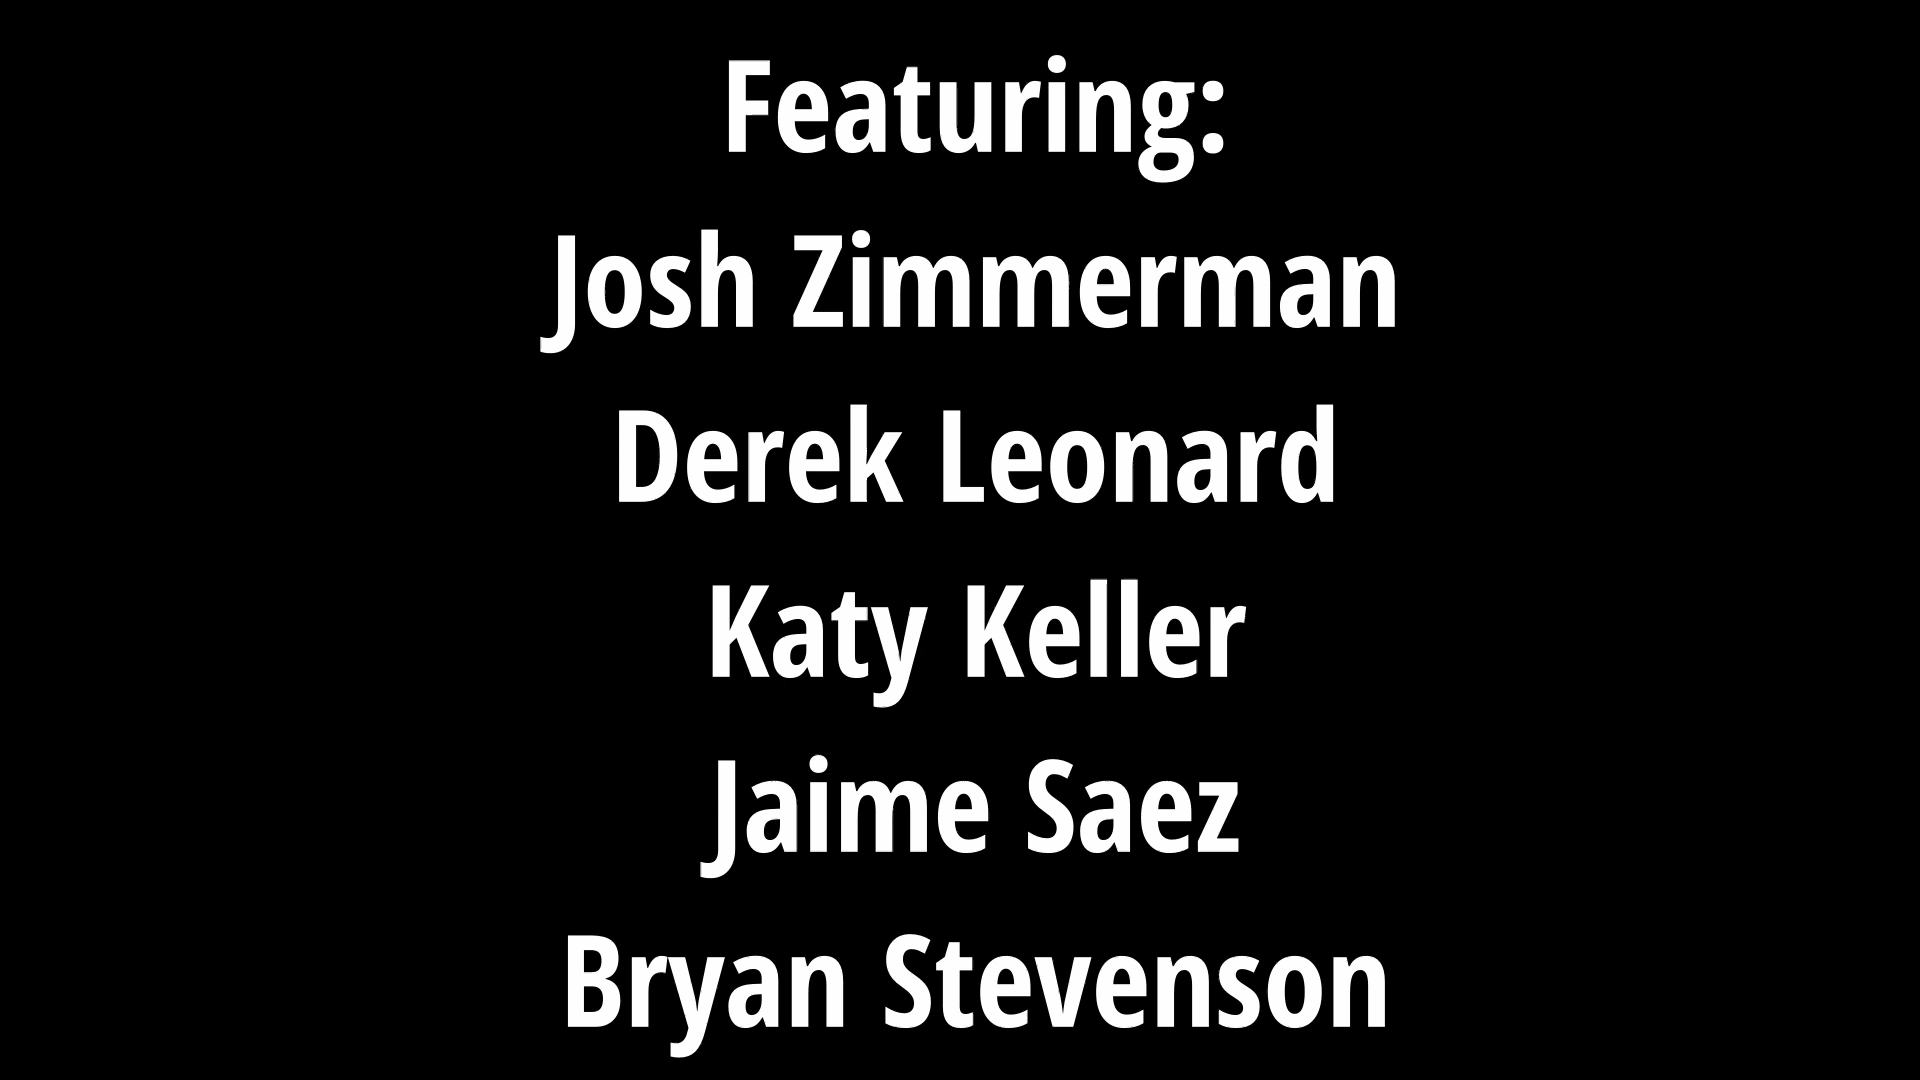 Featuring:
Josh Zimmerman
Derek Leonard
Katy Keller
Jaime Saez
Bryan Stevenson